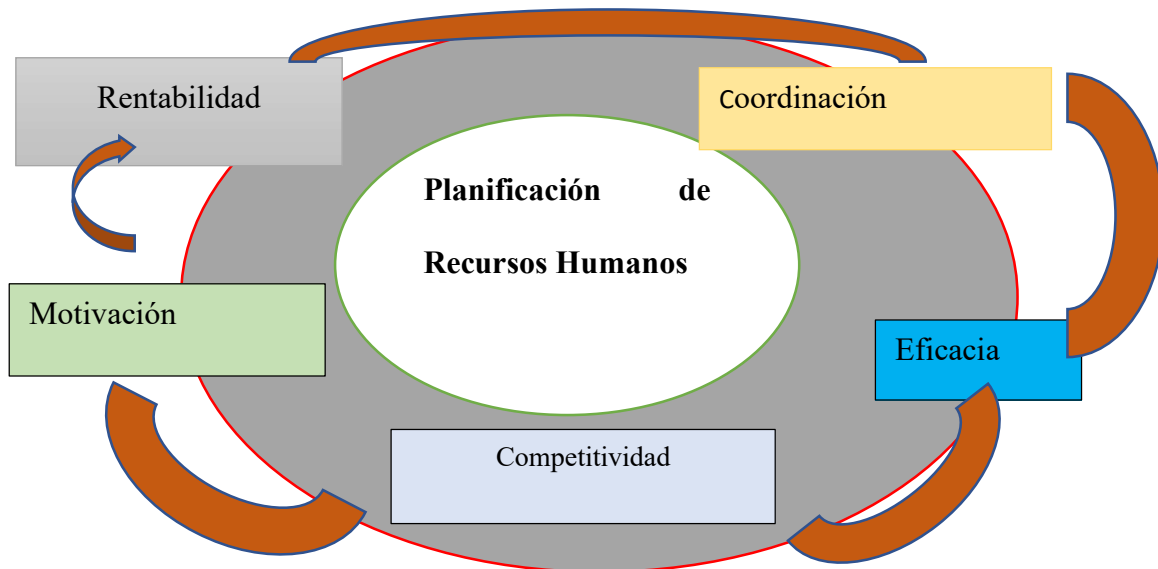 Rentabilidad
Coordinación
Planificación de
Recursos Humanos
Motivación
Eficacia
Competitividad